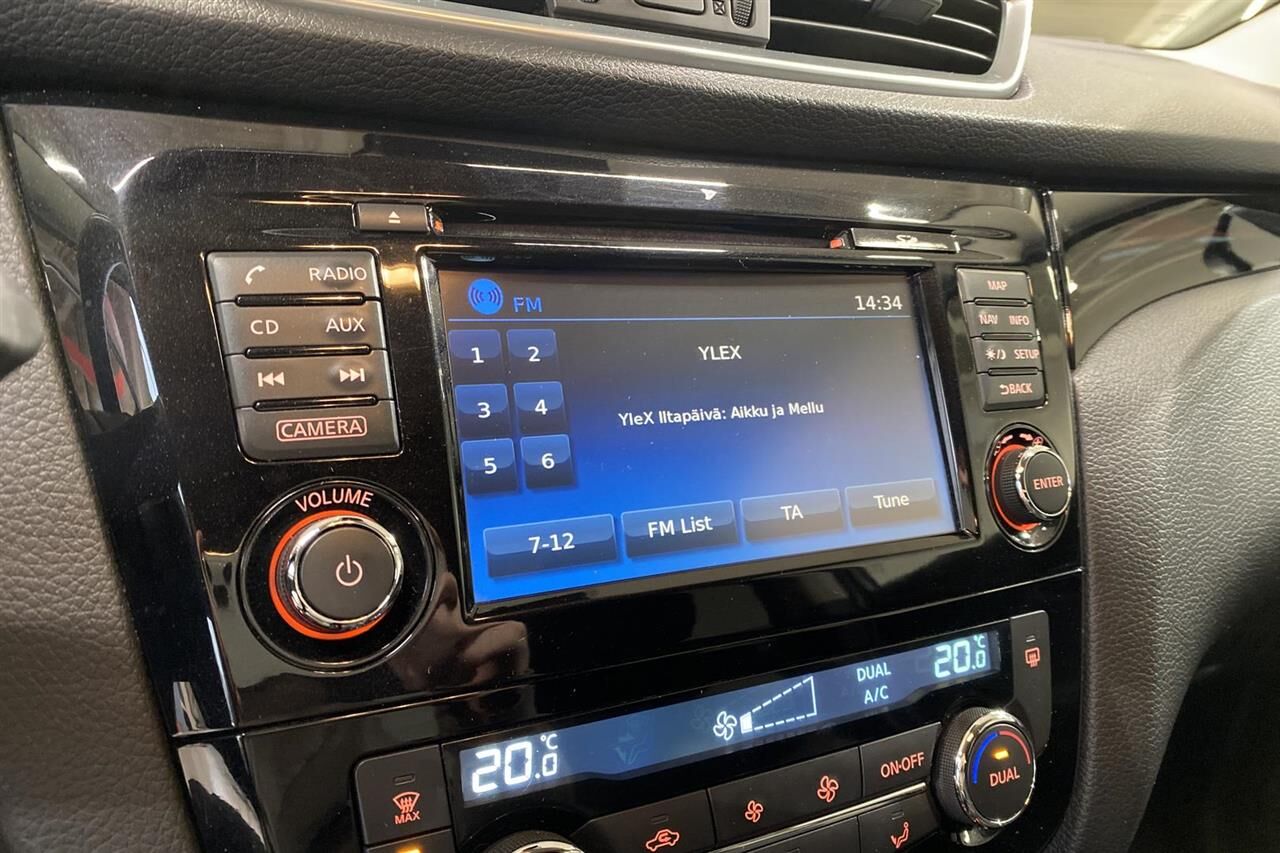 RADIO
CD AUX
CAMERA
VOLUME
FM 14:34
1 2
3 4
5 6
YLEX
YleX Iltapäivä: Aikku ja Mellu
7-12 FM List TA Tune
MAP
NAV INFO
SETUP
BACK
ENTER
20.0 °C
DUAL
A/C
20.0 °C
MAX
ON·OFF
DUAL